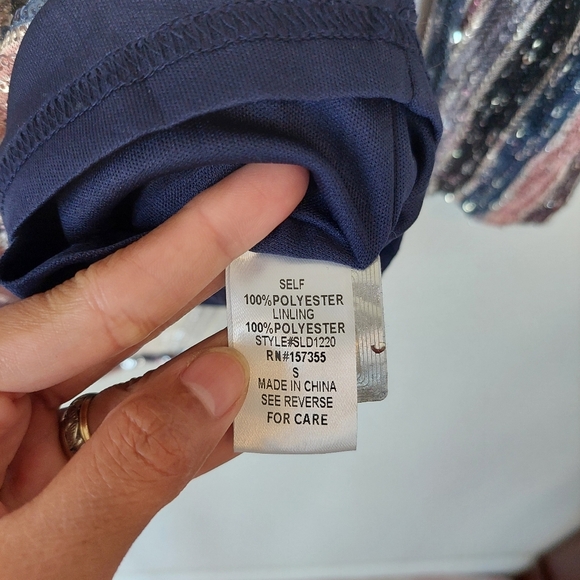 SELF
100%POLYESTER
LINLING
100%POLYESTER
STYLE#SLD1220
RN#157355
S
MADE IN CHINA
SEE REVERSE
FOR CARE